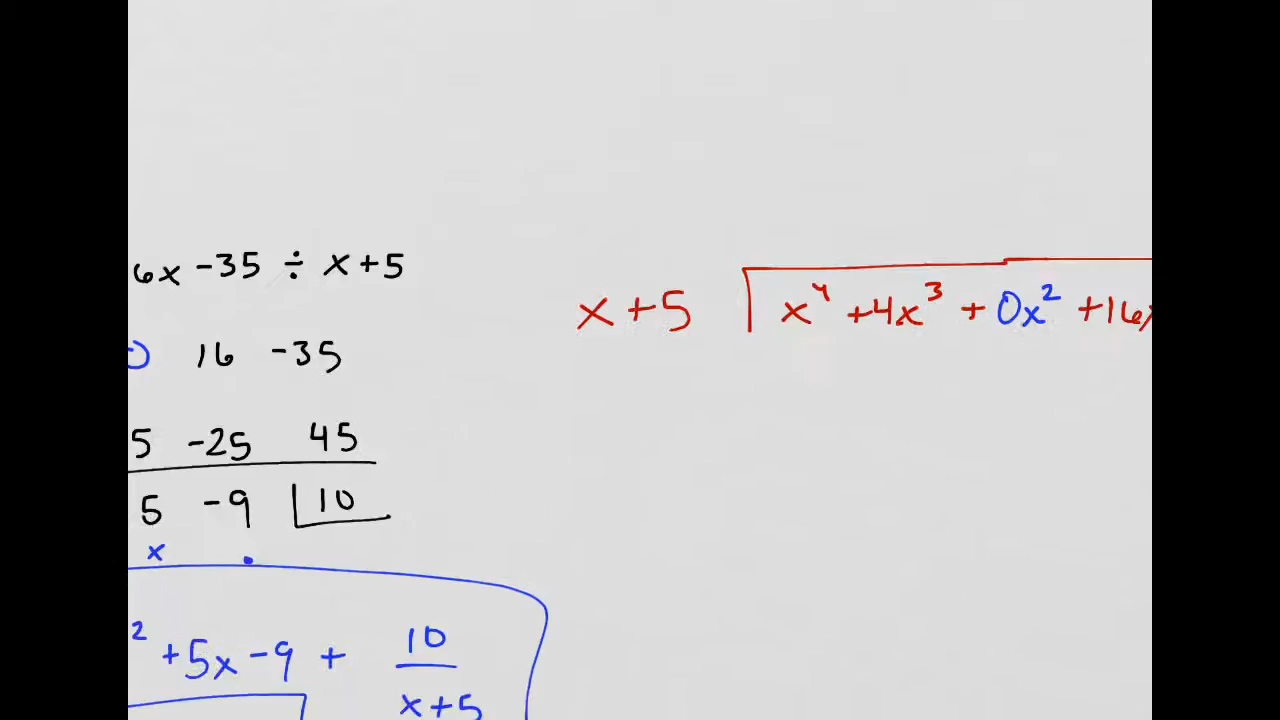 6x -35 ÷ x+5
x+5 x⁴ +4x³ + 0x² +16x
16 -35
5 -25 45
5 -9 10
x
² +5x -9 + 10
x+5